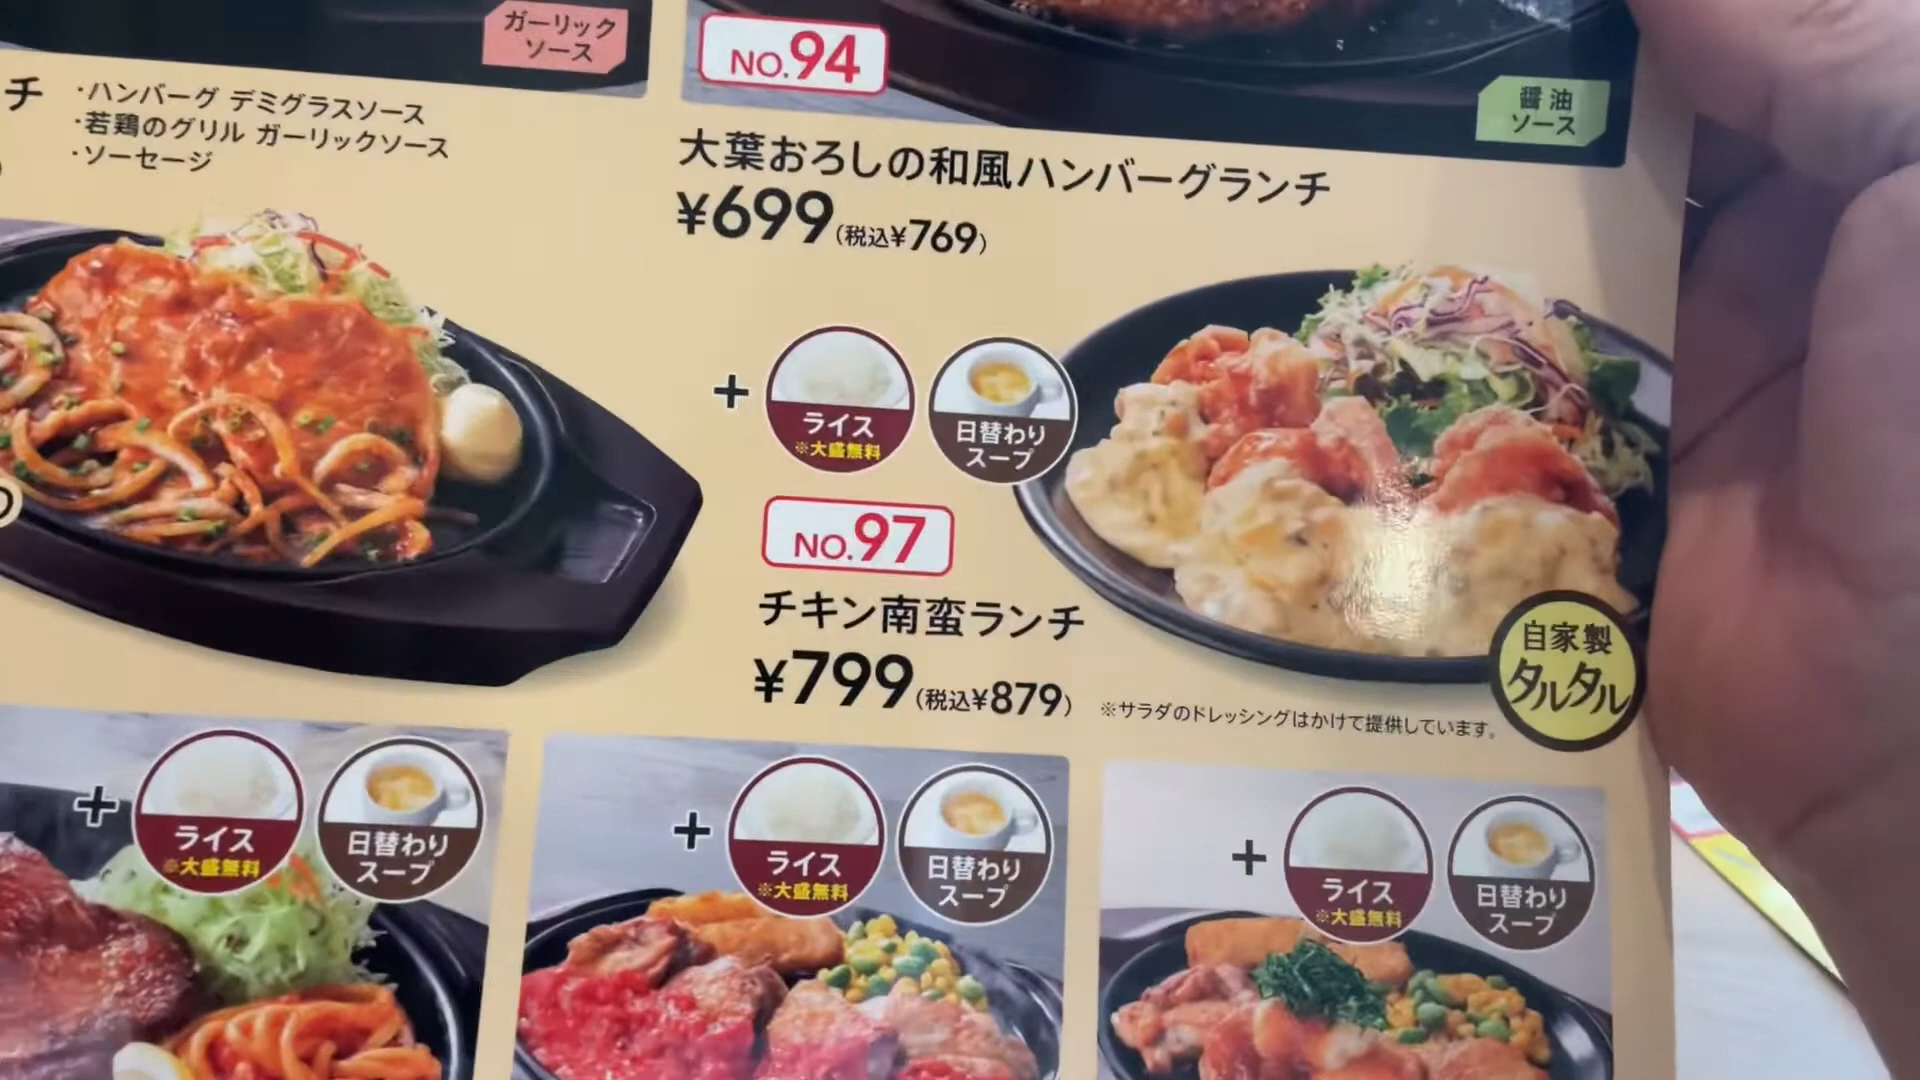 ガーリック
ソース
・ハンバーグ デミグラスソース
・若鶏のグリル ガーリックソース
・ソーセージ
チ
NO.94
醤油
ソース
大葉おろしの和風ハンバーグランチ
¥699(税込¥769)
+
ライス
※大盛無料
日替わり
スープ
NO.97
チキン南蛮ランチ
¥799(税込¥879)
※サラダのドレッシングはかけて提供しています。
自家製
タルタル
+
ライス
※大盛無料
日替わり
スープ
+
ライス
※大盛無料
日替わり
スープ
+
ライス
※大盛無料
日替わり
スープ